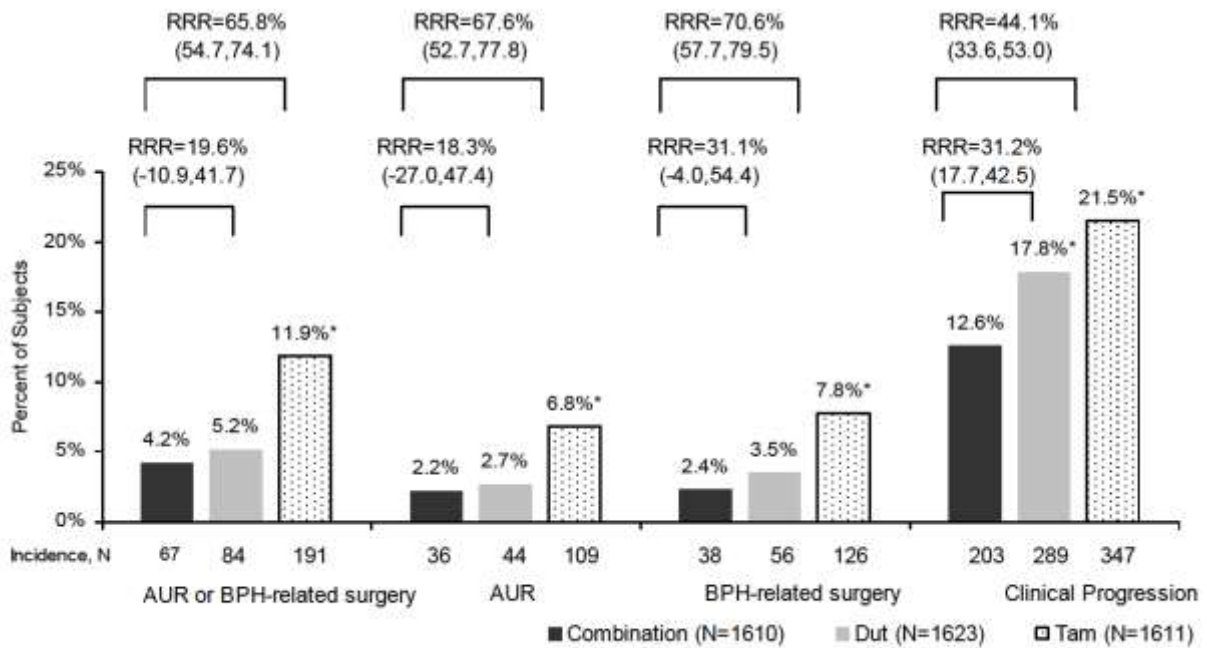 RRR=65.8% RRR=67.6% RRR=70.6% RRR=44.1%
(54.7,74.1) (52.7,77.8) (57.7,79.5) (33.6,53.0)
RRR=19.6% RRR=18.3% RRR=31.1% RRR=31.2%
(-10.9,41.7) (-27.0,47.4) (-4.0,54.4) (17.7,42.5)
Percent of Subjects
25%
20%
15%
10%
5%
0%
4.2% 5.2% 11.9%*
2.2% 2.7% 6.8%*
2.4% 3.5% 7.8%*
12.6% 17.8%* 21.5%*
Incidence, N 67 84 191 36 44 109 38 56 126 203 289 347
AUR or BPH-related surgery AUR BPH-related surgery Clinical Progression
Combination (N=1610) Dut (N=1623) Tam (N=1611)